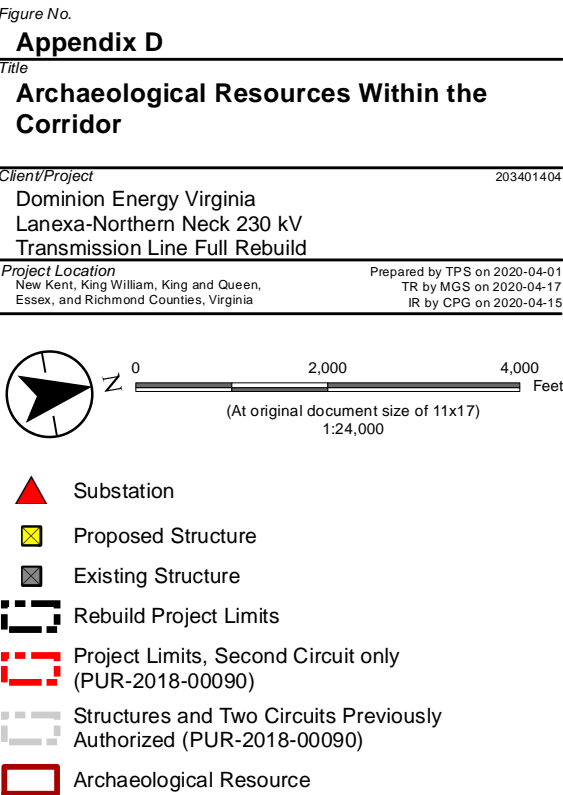 Figure No.
Appendix D
Title
Archaeological Resources Within the
Corridor
Client/Project
203401404
Dominion Energy Virginia
Lanexa-Northern Neck 230 kV
Transmission Line Full Rebuild
Project Location
New Kent, King William, King and Queen,
Essex, and Richmond Counties, Virginia
Prepared by TPS on 2020-04-01
TR by MGS on 2020-04-17
IR by CPG on 2020-04-15
N
0 2,000 4,000
Feet
(At original document size of 11x17)
1:24,000
Substation
Proposed Structure
Existing Structure
Rebuild Project Limits
Project Limits, Second Circuit only
(PUR-2018-00090)
Structures and Two Circuits Previously
Authorized (PUR-2018-00090)
Archaeological Resource